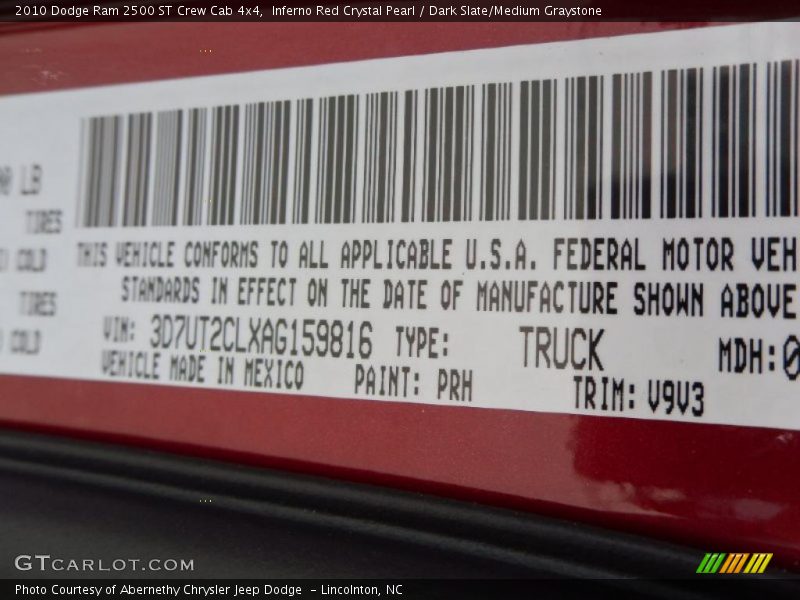 2010 Dodge Ram 2500 ST Crew Cab 4x4,  Inferno Red Crystal Pearl / Dark Slate/Medium Graystone
LB
TIRES
COLD
TIRES
COLD
THIS VEHICLE CONFORMS TO ALL APPLICABLE U.S.A. FEDERAL MOTOR VEH
STANDARDS IN EFFECT ON THE DATE OF MANUFACTURE SHOWN ABOVE
VIN: 3D7UT2CLXAG159816 TYPE: TRUCK MDH:0
VEHICLE MADE IN MEXICO PAINT: PRH TRIM: V9V3
GTCARLOT.COM
Photo Courtesy of Abernethy Chrysler Jeep Dodge  - Lincolnton, NC